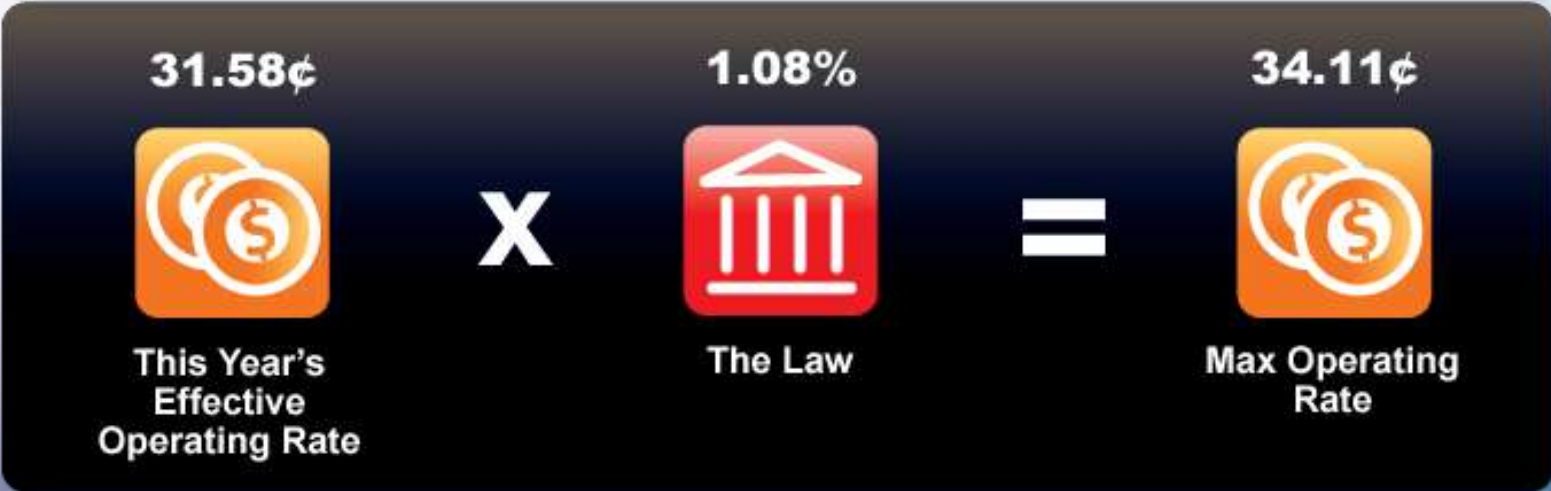 31.58¢
1.08%
34.11¢
x
=
This Year's
Effective
Operating Rate
The Law
Max Operating
Rate